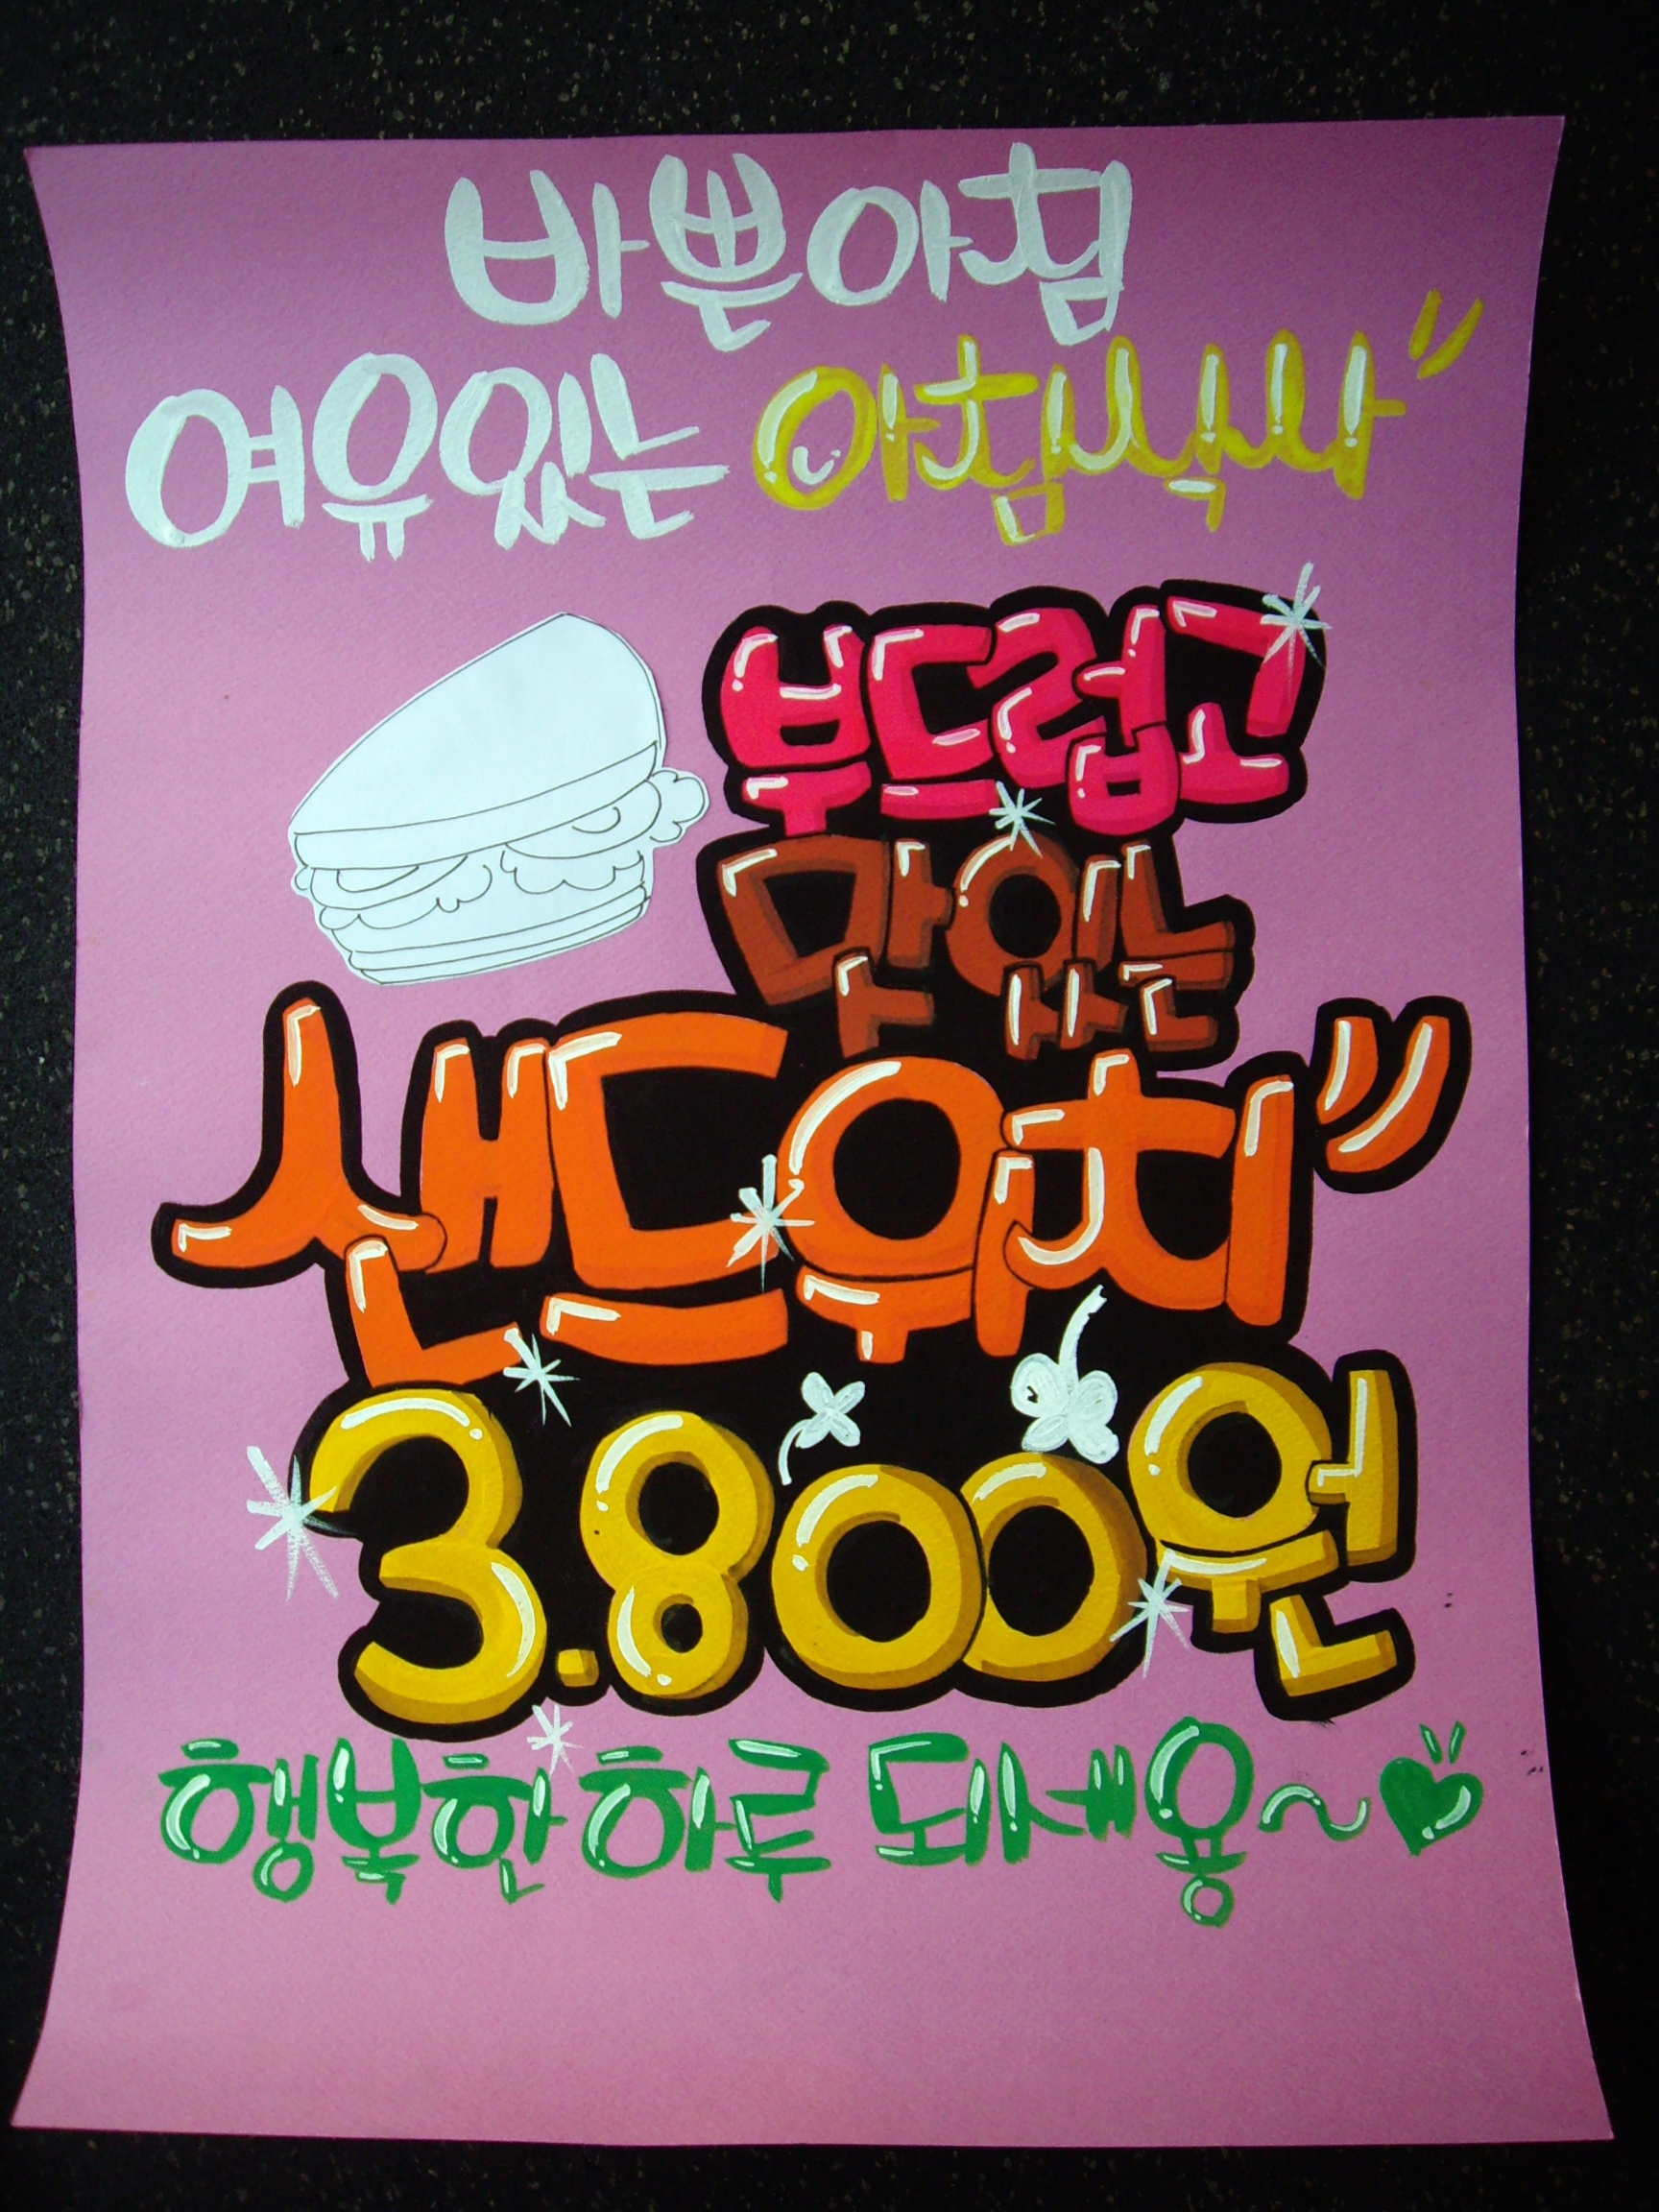 바쁜아침
여유있는 아침식사"
부드럽고
맛있는
샌드위치"
3.800원
행복한 하루 되세용~♥